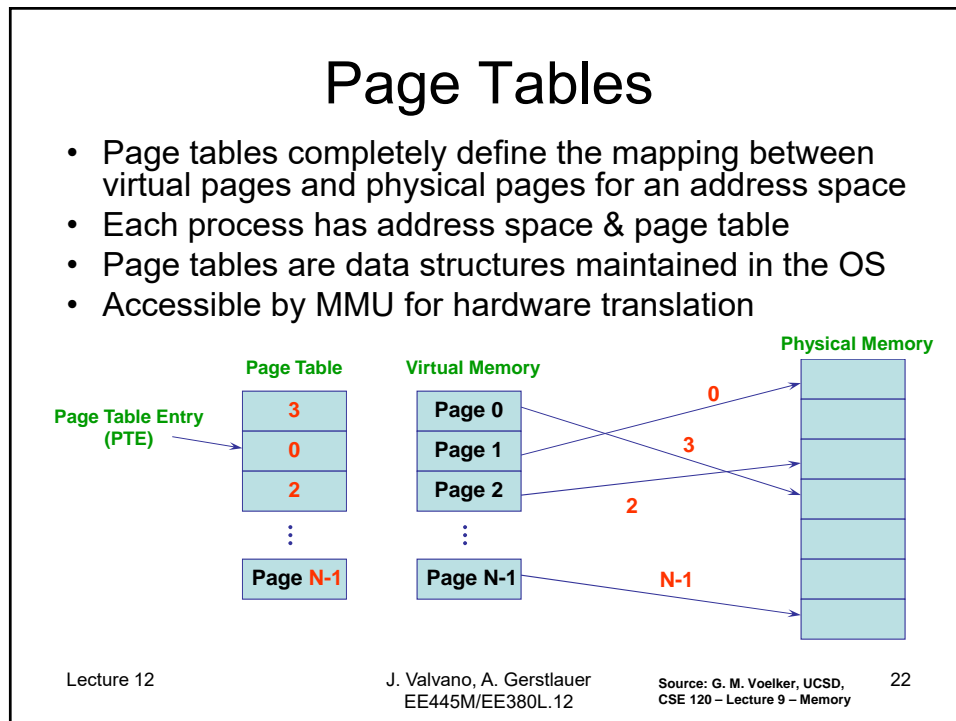 Page Tables
• Page tables completely define the mapping between
virtual pages and physical pages for an address space
• Each process has address space & page table
• Page tables are data structures maintained in the OS
• Accessible by MMU for hardware translation
Physical Memory
Page Table
Virtual Memory
Page Table Entry
(PTE)
3
0
2
⋮
Page N-1
Page 0
Page 1
Page 2
⋮
Page N-1
0
3
2
N-1
Lecture 12
J. Valvano, A. Gerstlauer
EE445M/EE380L.12
Source: G. M. Voelker, UCSD,
CSE 120 – Lecture 9 – Memory
22